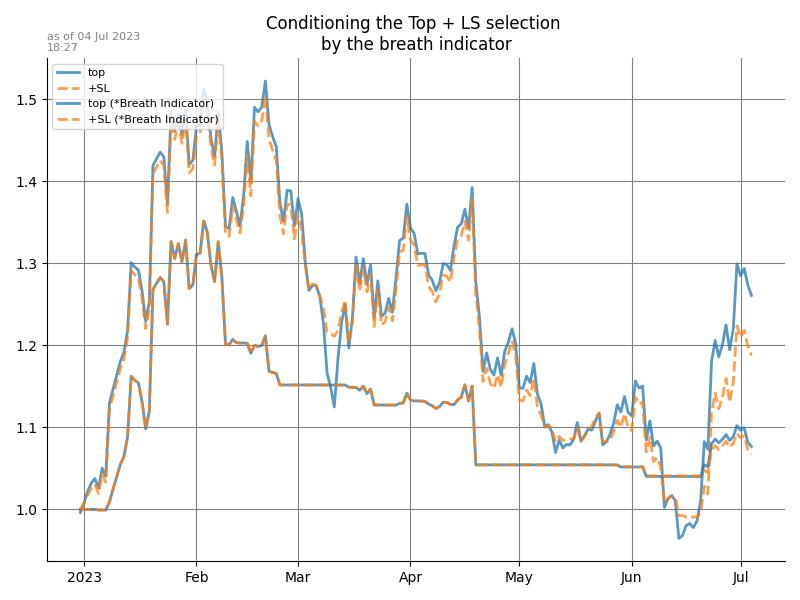 Conditioning the Top + LS selection
by the breath indicator
as of 04 Jul 2023
18:27
top
+SL
top (*Breath Indicator)
+SL (*Breath Indicator)
1.5
1.4
1.3
1.2
1.1
1.0
2023 Feb Mar Apr May Jun Jul